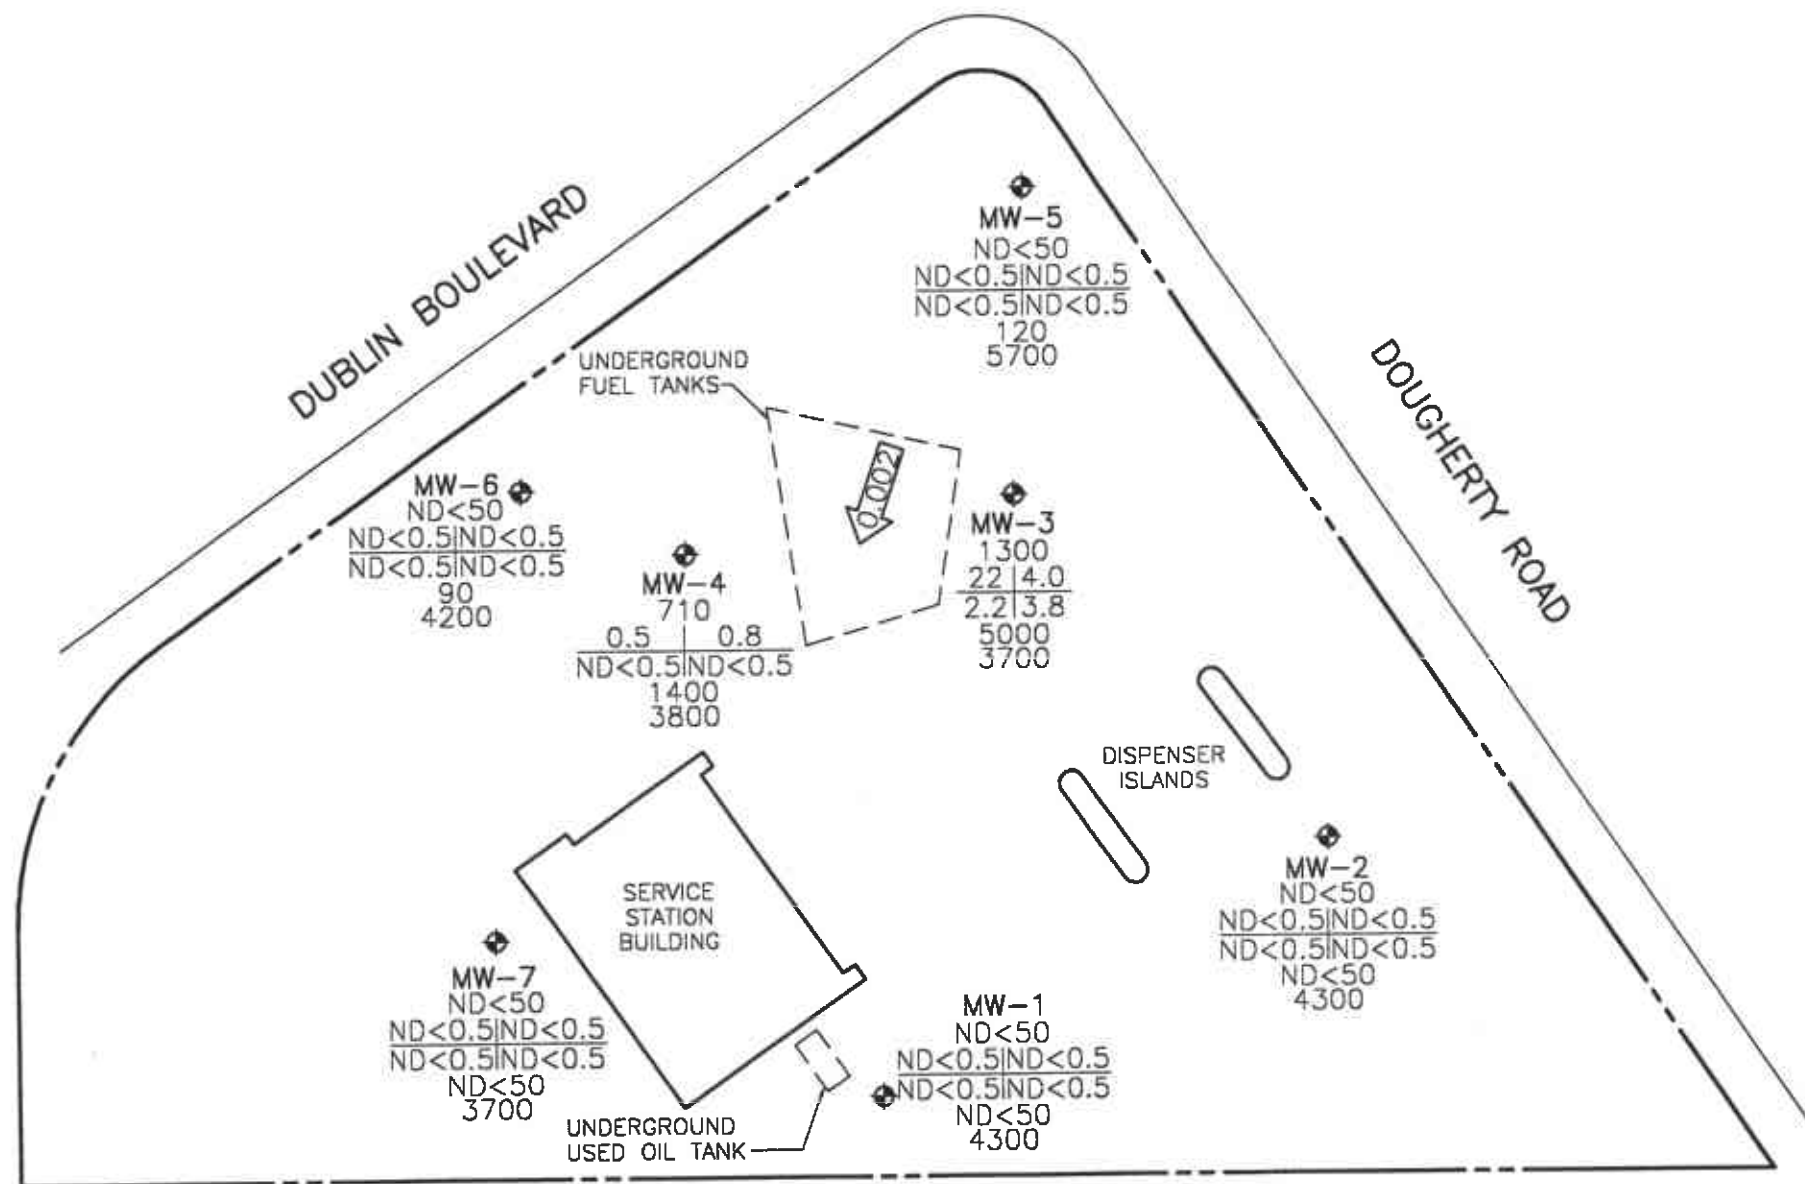 DUBLIN BOULEVARD
DOUGHERTY ROAD
MW-5
ND<50
ND<0.5|ND<0.5
ND<0.5|ND<0.5
120
5700
UNDERGROUND
FUEL TANKS
0.002
MW-6
ND<50
ND<0.5|ND<0.5
ND<0.5|ND<0.5
90
4200
MW-4
710
0.5 | 0.8
ND<0.5|ND<0.5
1400
3800
MW-3
1300
22|4.0
2.2|3.8
5000
3700
DISPENSER
ISLANDS
MW-2
ND<50
ND<0.5|ND<0.5
ND<0.5|ND<0.5
ND<50
4300
SERVICE
STATION
BUILDING
MW-7
ND<50
ND<0.5|ND<0.5
ND<0.5|ND<0.5
ND<50
3700
MW-1
ND<50
ND<0.5|ND<0.5
ND<0.5|ND<0.5
ND<50
4300
UNDERGROUND
USED OIL TANK